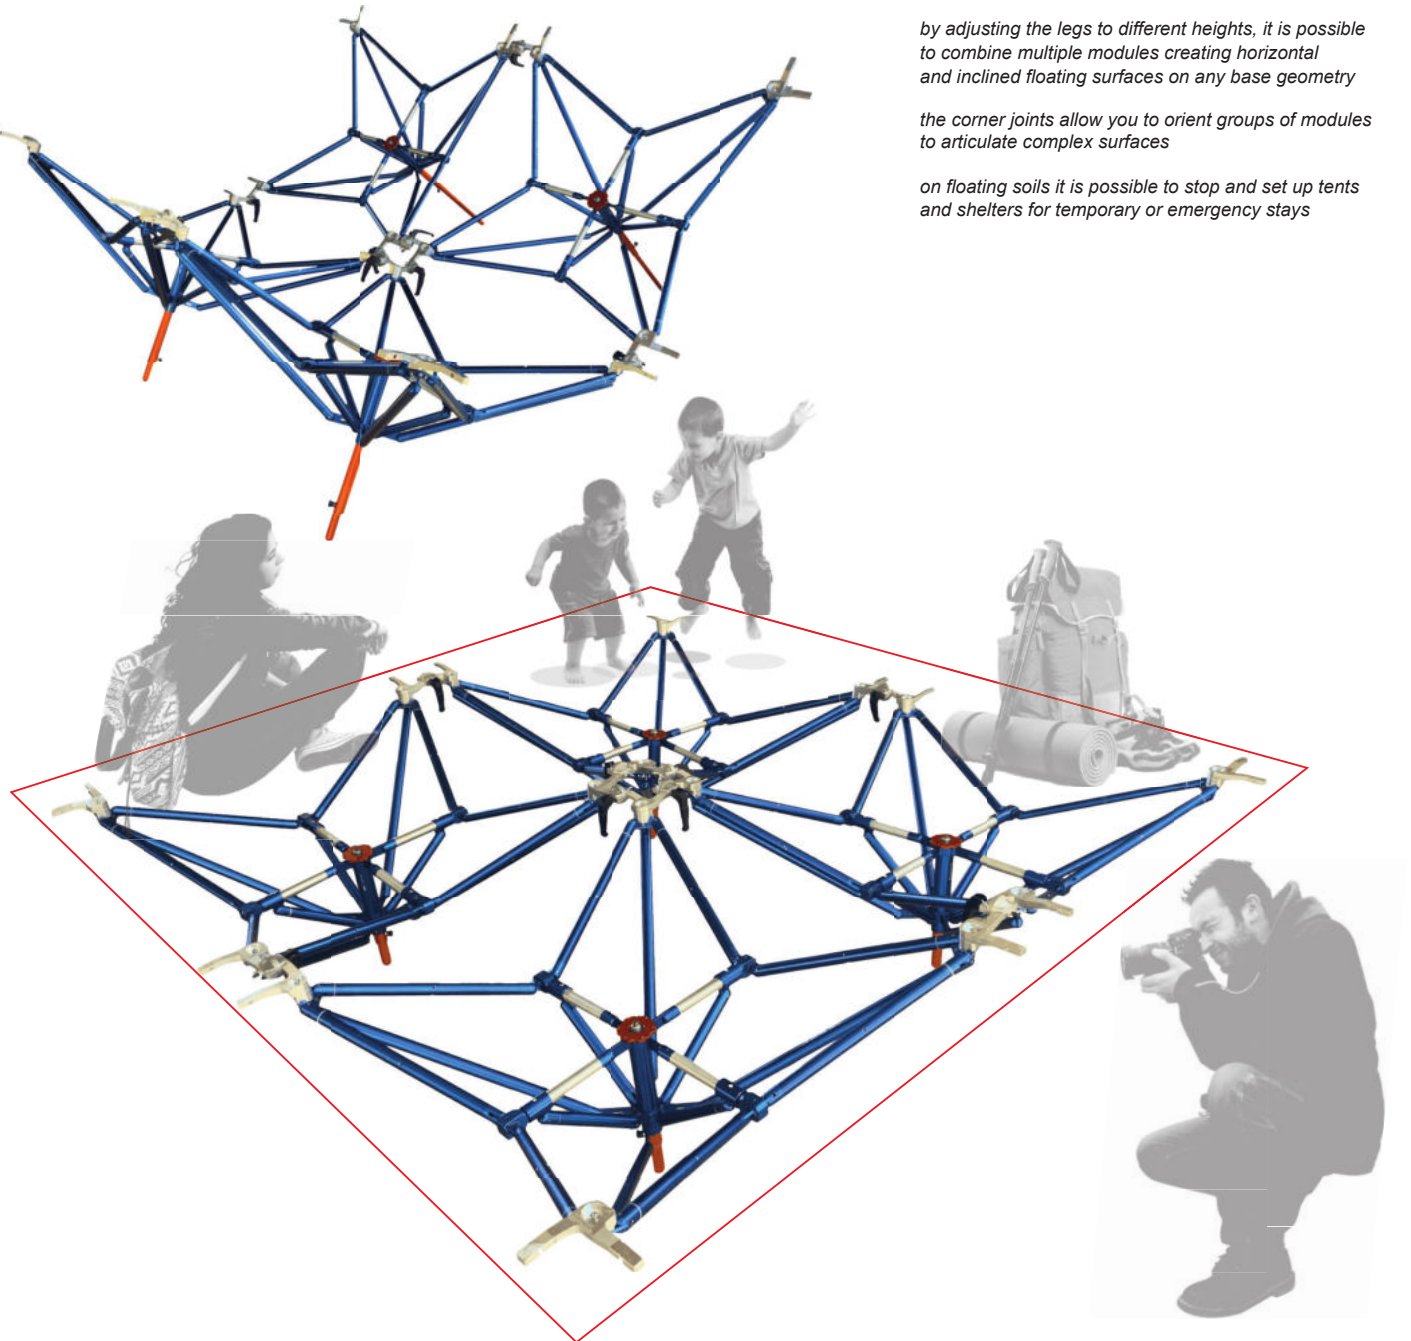 by adjusting the legs to different heights, it is possible
to combine multiple modules creating horizontal
and inclined floating surfaces on any base geometry
the corner joints allow you to orient groups of modules
to articulate complex surfaces
on floating soils it is possible to stop and set up tents
and shelters for temporary or emergency stays